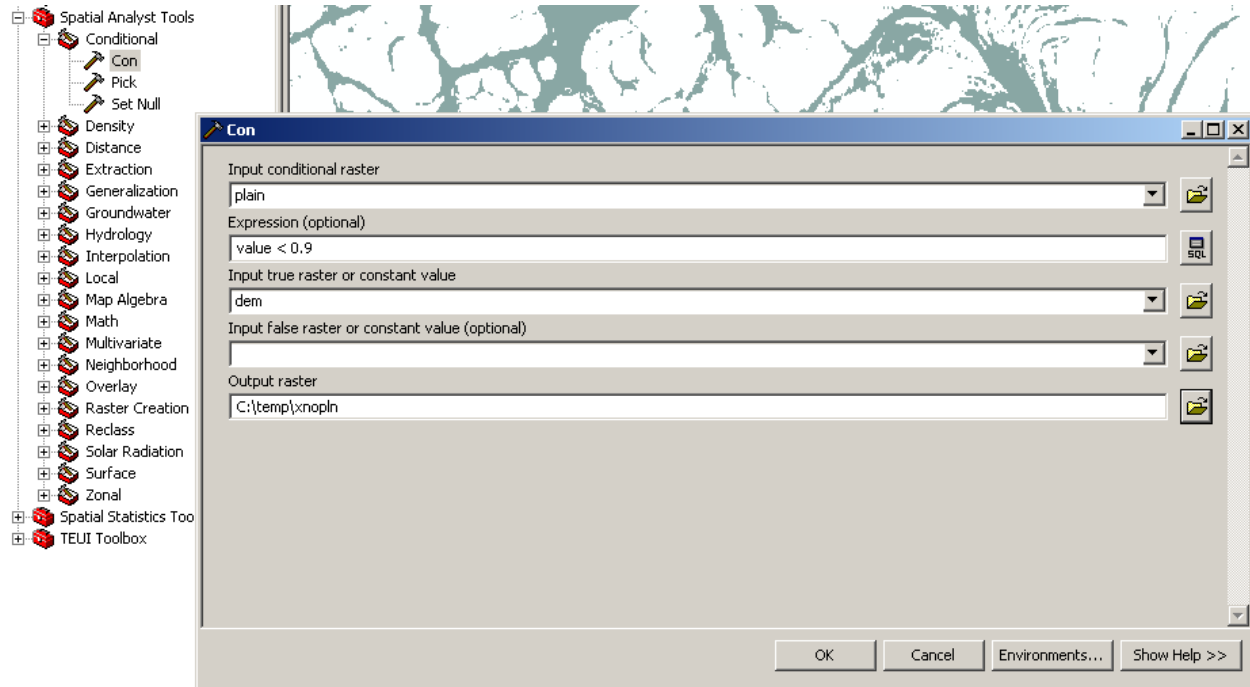 Spatial Analyst Tools
Conditional
Con
Pick
Set Null
Density
Distance
Extraction
Generalization
Groundwater
Hydrology
Interpolation
Local
Map Algebra
Math
Multivariate
Neighborhood
Overlay
Raster Creation
Reclass
Solar Radiation
Surface
Zonal
Spatial Statistics Too
TEUI Toolbox
Con
Input conditional raster
plain
Expression (optional)
value < 0.9
SQL
Input true raster or constant value
dem
Input false raster or constant value (optional)
Output raster
C:\temp\xnopln
OK
Cancel
Environments...
Show Help >>